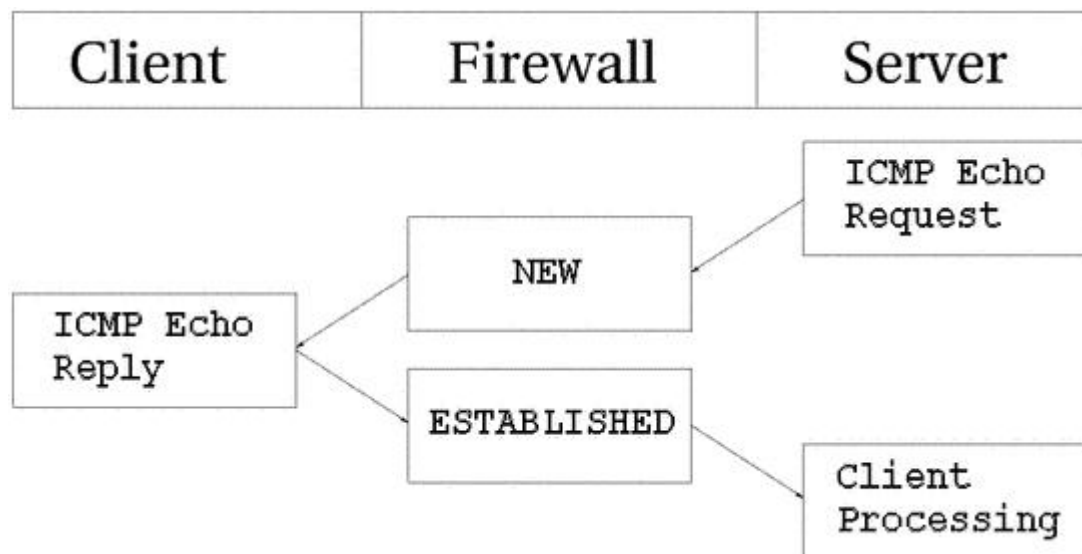 Client Firewall Server
ICMP Echo
Request
NEW
ICMP Echo
Reply
ESTABLISHED
Client
Processing